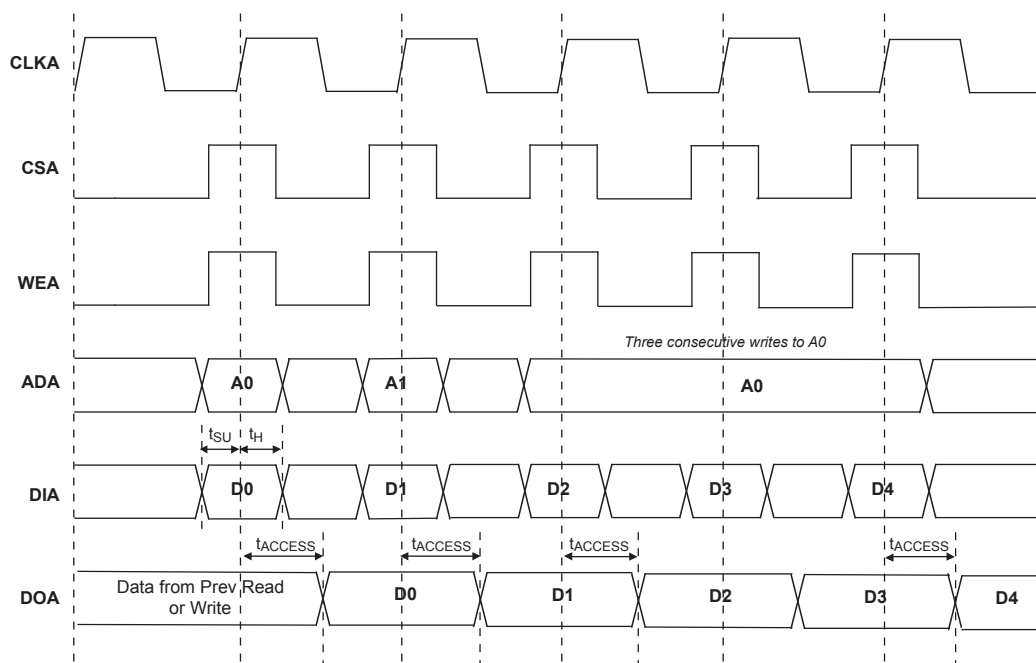 CLKA
CSA
WEA
Three consecutive writes to A0
ADA
A0
A1
A0
tSU
tH
DIA
D0
D1
D2
D3
D4
tACCESS
tACCESS
tACCESS
tACCESS
DOA
Data from Prev Read
or Write
D0
D1
D2
D3
D4